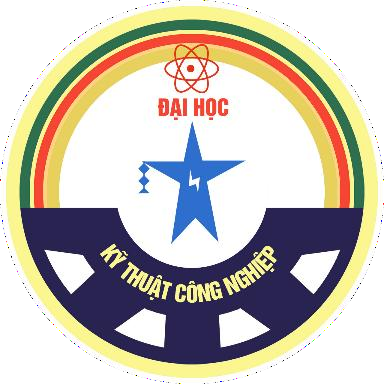 ĐẠI HỌC
KỸ THUẬT CÔNG NGHIỆP